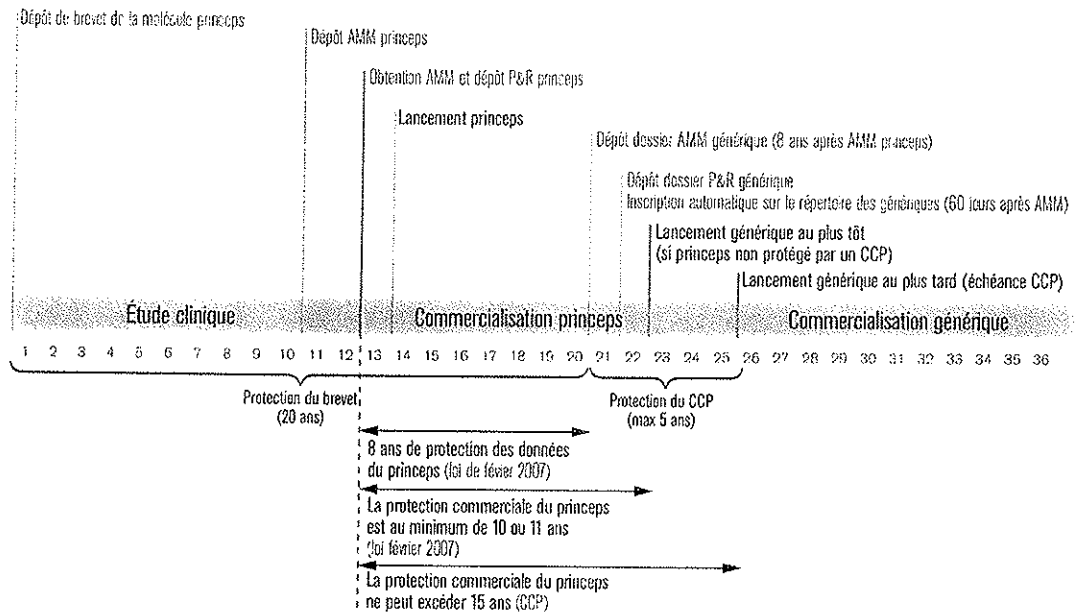 Dépôt de brevet de la molécule princeps
Dépôt AMM princeps
Obtention AMM et dépôt P&R princeps
Lancement princeps
Dépôt dossier AMM générique (8 ans après AMM princeps)
Dépôt dossier P&R générique
Inscription automatique sur le répertoire des génériques (60 jours après AMM)
Lancement générique au plus tôt
(si princeps non protégé par un CCP)
Lancement générique au plus tard (échéance CCP)
Étude clinique
Commercialisation princeps
Commercialisation générique
1 2 3 4 5 6 7 8 9 10 11 12 13 14 15 16 17 18 19 20 21 22 23 24 25 26 27 28 29 30 31 32 33 34 35 36
Protection du brevet
(20 ans)
Protection du CCP
(max 5 ans)
8 ans de protection des données
du princeps (loi de février 2007)
La protection commerciale du princeps
est au minimum de 10 ou 11 ans
(loi février 2007)
La protection commerciale du princeps
ne peut excéder 15 ans (CCP)